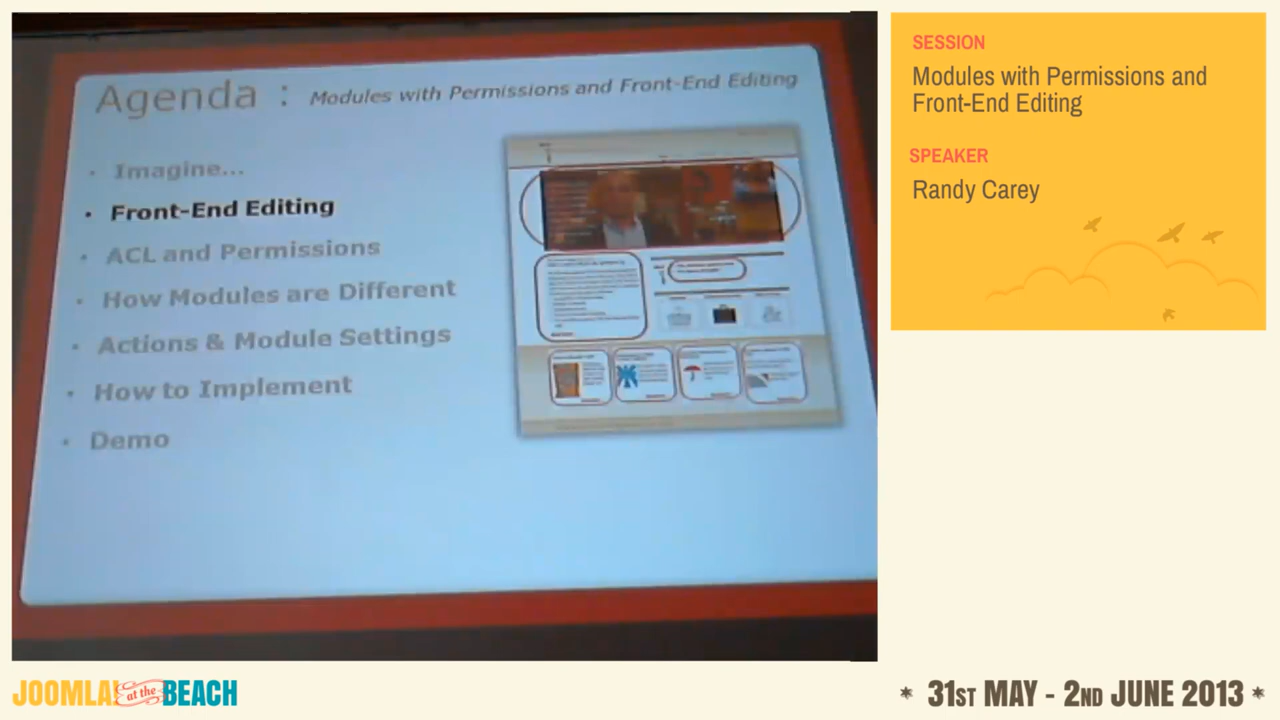 Agenda : Modules with Permissions and Front-End Editing
• Imagine...
• Front-End Editing
• ACL and Permissions
• How Modules are Different
• Actions & Module Settings
• How to Implement
• Demo
SESSION
Modules with Permissions and
Front-End Editing
SPEAKER
Randy Carey
JOOMLA! at the BEACH
* 31ST MAY - 2ND JUNE 2013 *